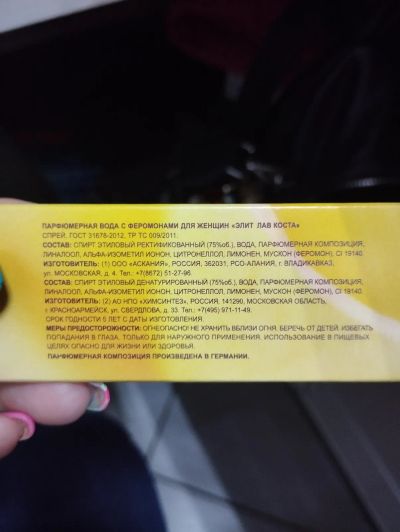 ПАРФЮМЕРНАЯ ВОДА С ФЕРОМОНАМИ ДЛЯ ЖЕНЩИН «ЭЛИТ ЛАВ КОСТА»
СПРЕЙ. ГОСТ 31678-2012, ТР ТС 009/2011.
СОСТАВ: СПИРТ ЭТИЛОВЫЙ РЕКТИФИКОВАННЫЙ (75%об.), ВОДА, ПАРФЮМЕРНАЯ КОМПОЗИЦИЯ,
ЛИНАЛООЛ, АЛЬФА-ИЗОМЕТИЛ ИОНОН, ЦИТРОНЕЛЛОЛ, ЛИМОНЕН, МУСКОН (ФЕРОМОН), CI 19140.
ИЗГОТОВИТЕЛЬ: (1) ООО «АСКАНИЯ», РОССИЯ, 362031, РСО-АЛАНИЯ, г. ВЛАДИКАВКАЗ,
ул. МОСКОВСКАЯ, д. 4. Тел. +7(8672) 51-27-96.
СОСТАВ: СПИРТ ЭТИЛОВЫЙ ДЕНАТУРИРОВАННЫЙ (75%об.), ВОДА, ПАРФЮМЕРНАЯ КОМПОЗИЦИЯ,
ЛИНАЛООЛ, АЛЬФА-ИЗОМЕТИЛ ИОНОН, ЦИТРОНЕЛЛОЛ, ЛИМОНЕН, МУСКОН (ФЕРОМОН), CI 19140.
ИЗГОТОВИТЕЛЬ: (2) АО НПО «ХИМСИНТЕЗ», РОССИЯ, 141290, МОСКОВСКАЯ ОБЛАСТЬ,
г. КРАСНОАРМЕЙСК, ул. СВЕРДЛОВА, д. 33. Тел.: +7(495) 971-11-49.
СРОК ГОДНОСТИ 5 ЛЕТ С ДАТЫ ИЗГОТОВЛЕНИЯ.
МЕРЫ ПРЕДОСТОРОЖНОСТИ: ОГНЕОПАСНО! НЕ ХРАНИТЬ ВБЛИЗИ ОГНЯ. БЕРЕЧЬ ОТ ДЕТЕЙ. ИЗБЕГАТЬ
ПОПАДАНИЯ В ГЛАЗА. ТОЛЬКО ДЛЯ НАРУЖНОГО ПРИМЕНЕНИЯ. ИСПОЛЬЗОВАНИЕ В ПИЩЕВЫХ
ЦЕЛЯХ ОПАСНО ДЛЯ ЖИЗНИ ИЛИ ЗДОРОВЬЯ.
ПАРФЮМЕРНАЯ КОМПОЗИЦИЯ ПРОИЗВЕДЕНА В ГЕРМАНИИ.